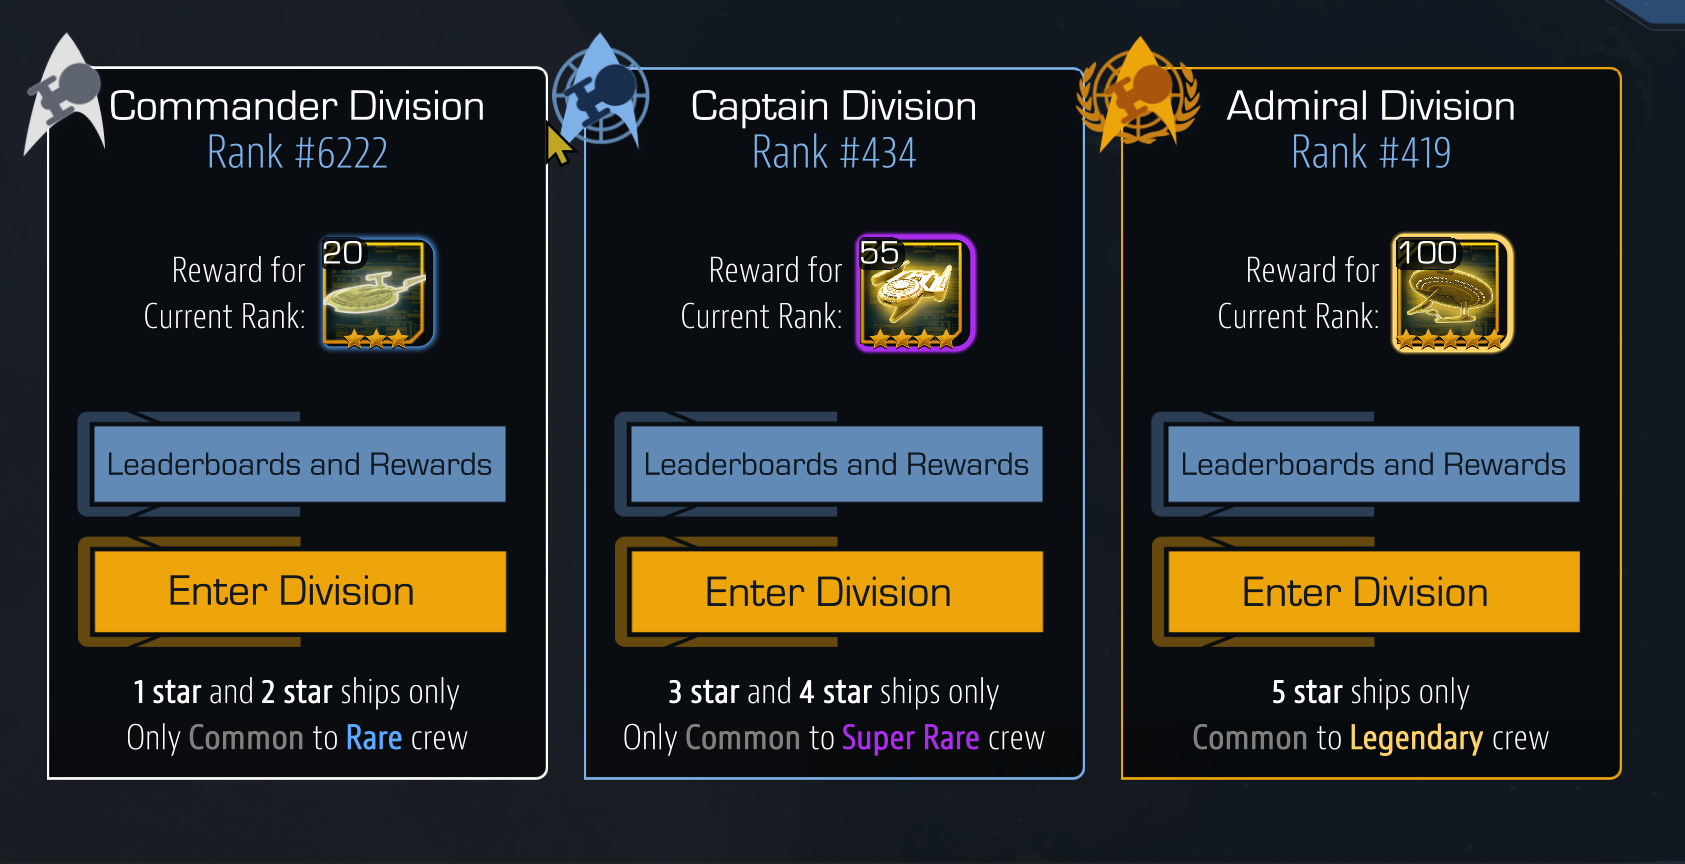 Commander Division
Rank #6222
20
Reward for
Current Rank:
Leaderboards and Rewards
Enter Division
1 star and 2 star ships only
Only Common to Rare crew
Captain Division
Rank #434
55
Reward for
Current Rank:
Leaderboards and Rewards
Enter Division
3 star and 4 star ships only
Only Common to Super Rare crew
Admiral Division
Rank #419
100
Reward for
Current Rank:
Leaderboards and Rewards
Enter Division
5 star ships only
Common to Legendary crew